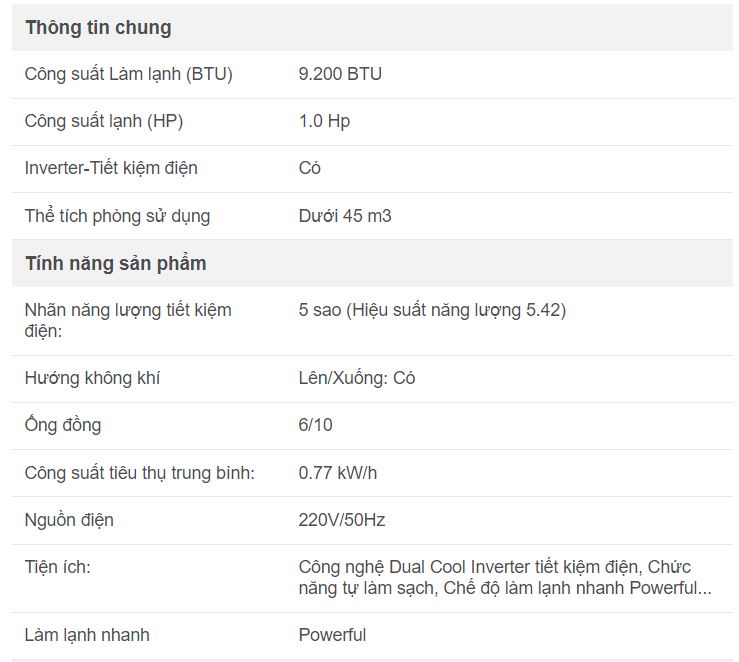 Thông tin chung
Công suất Làm lạnh (BTU) 9.200 BTU
Công suất lạnh (HP) 1.0 Hp
Inverter-Tiết kiệm điện Có
Thể tích phòng sử dụng Dưới 45 m3
Tính năng sản phẩm
Nhãn năng lượng tiết kiệm 5 sao (Hiệu suất năng lượng 5.42)
điện:
Hướng không khí Lên/Xuống: Có
Ống đồng 6/10
Công suất tiêu thụ trung bình: 0.77 kW/h
Nguồn điện 220V/50Hz
Tiện ích: Công nghệ Dual Cool Inverter tiết kiệm điện, Chức
năng tự làm sạch, Chế độ làm lạnh nhanh Powerful...
Làm lạnh nhanh Powerful